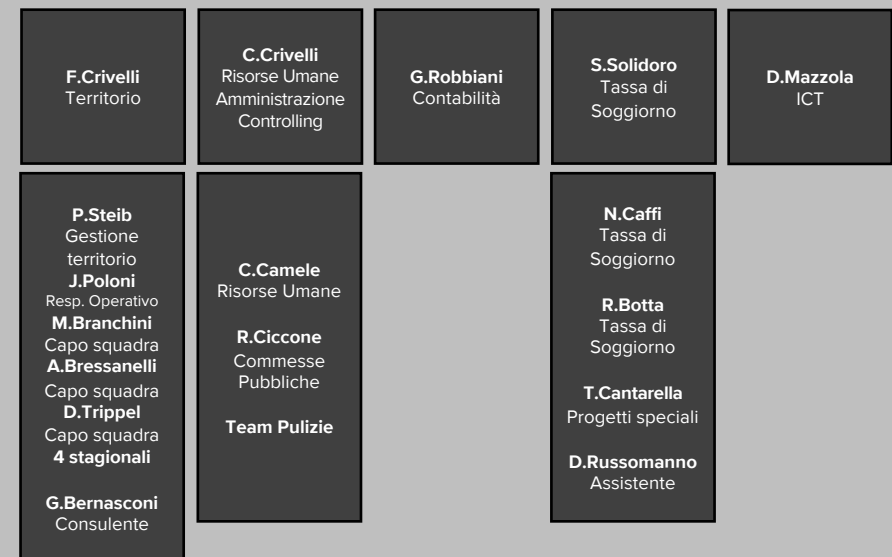 F.Crivelli
Territorio
C.Crivelli
Risorse Umane
Amministrazione
Controlling
G.Robbiani
Contabilità
S.Solidoro
Tassa di
Soggiorno
D.Mazzola
ICT
P.Steib
Gestione
territorio
J.Poloni
Resp. Operativo
M.Branchini
Capo squadra
A.Bressanelli
Capo squadra
D.Trippel
Capo squadra
4 stagionali
G.Bernasconi
Consulente
C.Camele
Risorse Umane
R.Ciccone
Commesse
Pubbliche
Team Pulizie
N.Caffi
Tassa di
Soggiorno
R.Botta
Tassa di
Soggiorno
T.Cantarella
Progetti speciali
D.Russomanno
Assistente